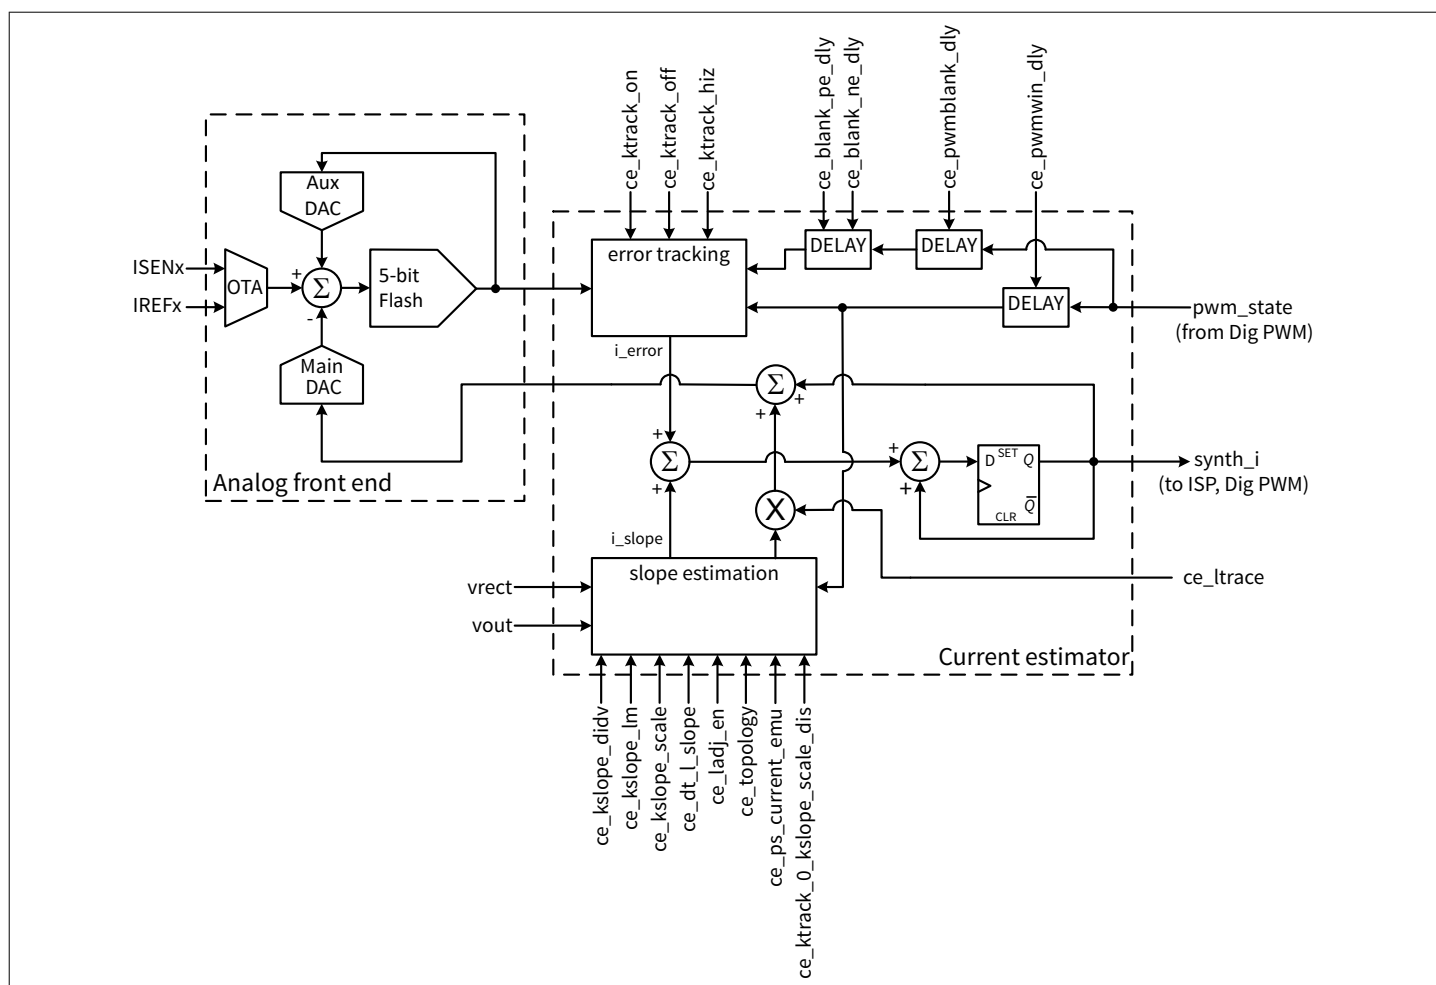 ce_ktrack_on
ce_ktrack_off
ce_ktrack_hiz
ce_blank_pe_dly
ce_blank_ne_dly
ce_pwmblank_dly
ce_pwmwin_dly
Aux
DAC
ISENx
IREFx
OTA
+
Σ
-
5-bit
Flash
Main
DAC
Analog front end
error tracking
DELAY
DELAY
DELAY
pwm_state
(from Dig PWM)
i_error
Σ
+
+
+
Σ
+
+
Σ
+
D SET Q
CLR Q̅
synth_i
(to ISP, Dig PWM)
X
i_slope
slope estimation
ce_ltrace
vrect
vout
Current estimator
ce_kslope_didv
ce_kslope_lm
ce_kslope_scale
ce_dt_l_slope
ce_ladj_en
ce_topology
ce_ps_current_emu
ce_ktrack_0_kslope_scale_dis